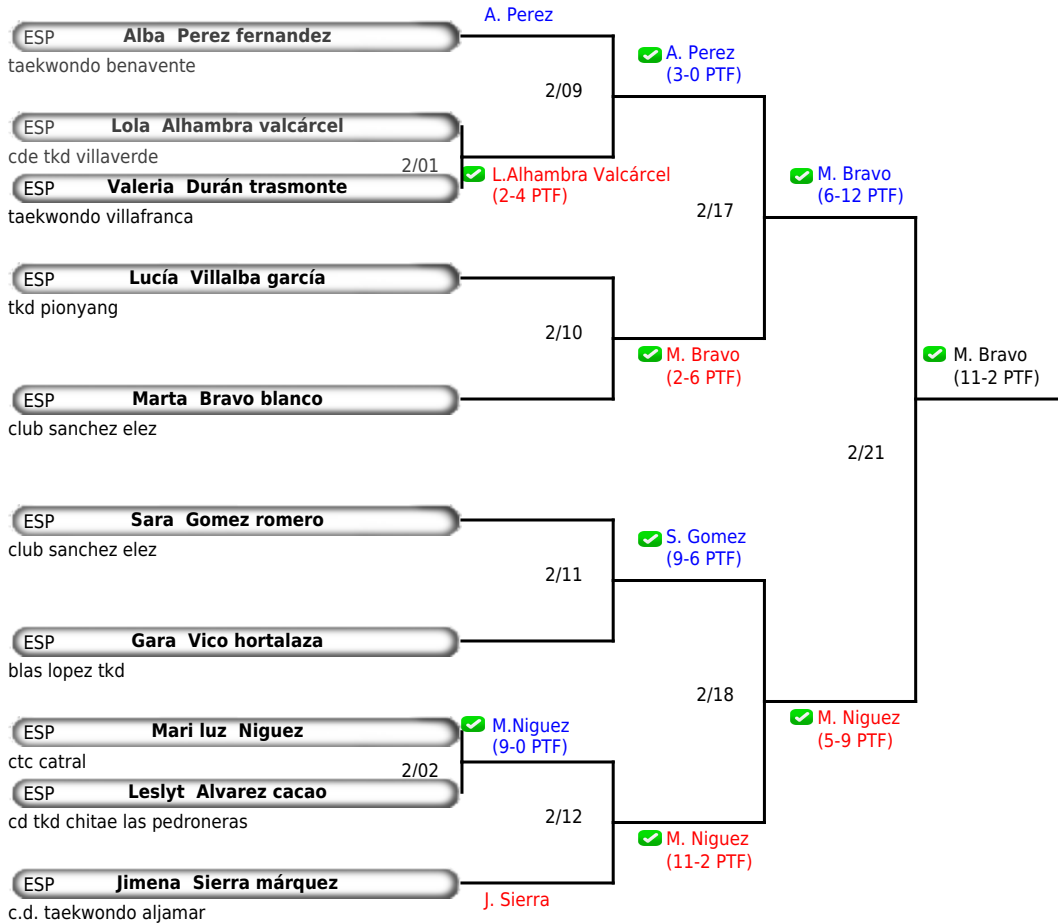 A. Perez
ESP Alba Perez fernandez
taekwondo benavente
A. Perez
(3-0 PTF)
2/09
ESP Lola Alhambra valcárcel
cde tkd villaverde
2/01
L.Alhambra Valcárcel
(2-4 PTF)
ESP Valeria Durán trasmonte
taekwondo villafranca
M. Bravo
(6-12 PTF)
2/17
ESP Lucía Villalba garcía
tkd pionyang
2/10
M. Bravo
(2-6 PTF)
M. Bravo
(11-2 PTF)
ESP Marta Bravo blanco
club sanchez elez
2/21
ESP Sara Gomez romero
club sanchez elez
S. Gomez
(9-6 PTF)
2/11
ESP Gara Vico hortalaza
blas lopez tkd
2/18
ESP Mari luz Niguez
ctc catral
M.Niguez
(9-0 PTF)
M. Niguez
(5-9 PTF)
2/02
ESP Leslyt Alvarez cacao
cd tkd chitae las pedroneras
2/12
M. Niguez
(11-2 PTF)
ESP Jimena Sierra márquez
J. Sierra
c.d. taekwondo aljamar